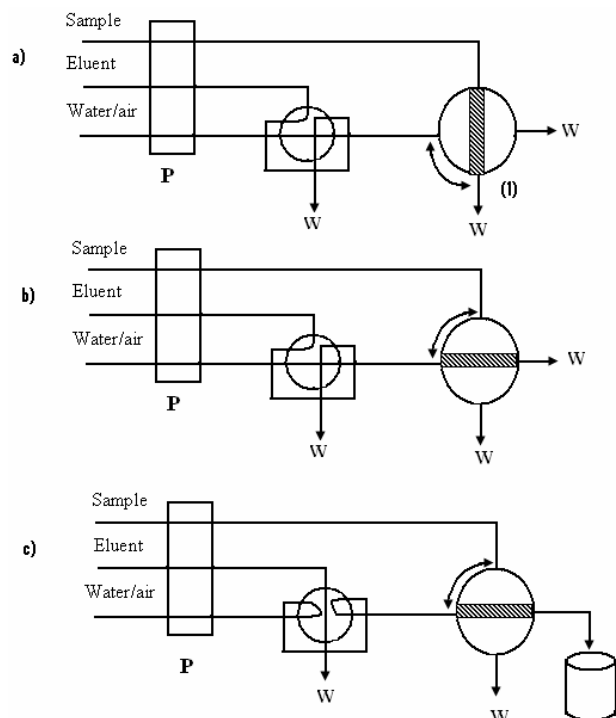 Sample
a)
Eluent
Water/air
W
P
(1)
W
W
Sample
b)
Eluent
Water/air
W
P
W
W
Sample
c)
Eluent
Water/air
P
W
W